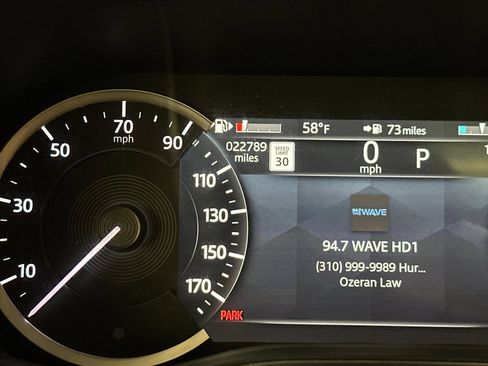 10
30
50
70
mph
90
110
130
150
170
PARK
58°F
73 miles
022789
miles
SPEED
LIMIT
30
0
mph
P
WAVE
94.7 WAVE HD1
(310) 999-9989 Hur...
Ozeran Law